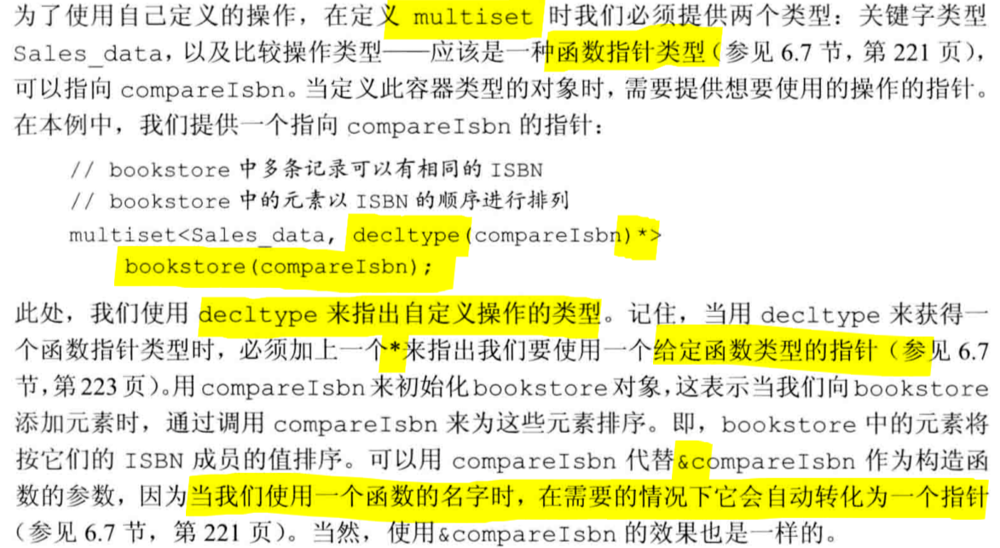 为了使用自己定义的操作，在定义 multiset 时我们必须提供两个类型：关键字类型
Sales_data，以及比较操作类型——应该是一种函数指针类型（参见 6.7 节，第 221 页），
可以指向 compareIsbn。当定义此容器类型的对象时，需要提供想要使用的操作的指针。
在本例中，我们提供一个指向 compareIsbn 的指针：
// bookstore 中多条记录可以有相同的 ISBN
// bookstore 中的元素以 ISBN 的顺序进行排列
multiset<Sales_data, decltype(compareIsbn)*>
bookstore(compareIsbn);
此处，我们使用 decltype 来指出自定义操作的类型。记住，当用 decltype 来获得一
个函数指针类型时，必须加上一个*来指出我们要使用一个给定函数类型的指针（参见 6.7
节，第 223 页）。用 compareIsbn 来初始化 bookstore 对象，这表示当我们向 bookstore
添加元素时，通过调用 compareIsbn 来为这些元素排序。即，bookstore 中的元素将
按它们的 ISBN 成员的值排序。可以用 compareIsbn 代替&compareIsbn 作为构造函
数的参数，因为当我们使用一个函数的名字时，在需要的情况下它会自动转化为一个指针
（参见 6.7 节，第 221 页）。当然，使用&compareIsbn 的效果也是一样的。